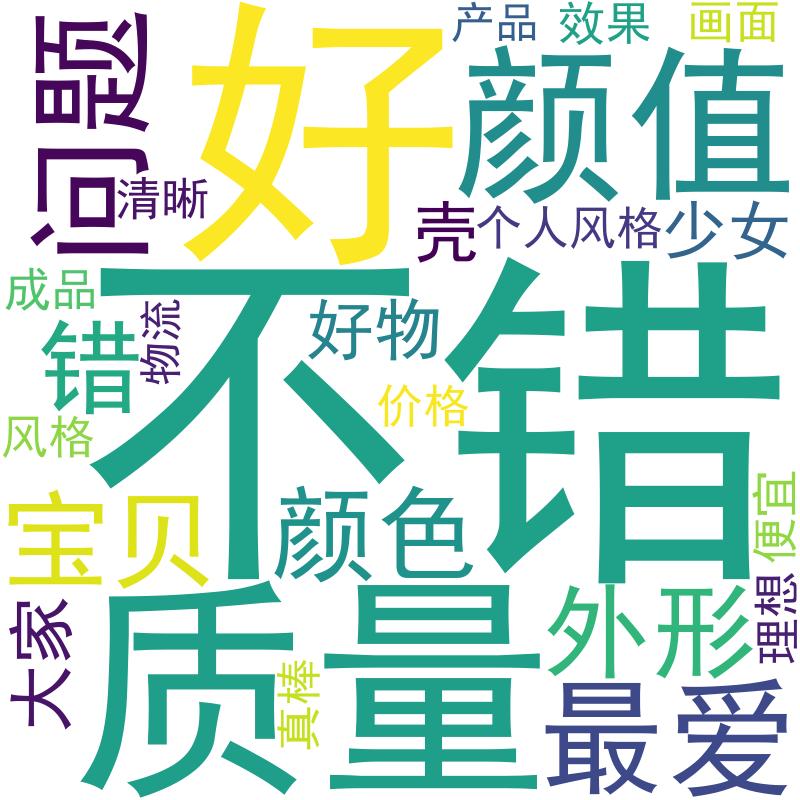 问题
好
产品
效果
画面
颜值
清晰
壳
个人风格
少女
成品
不错
物流
好物
错
价格
风格
宝贝
颜色
便宜
大家
质量
真棒
外形
理想
最爱